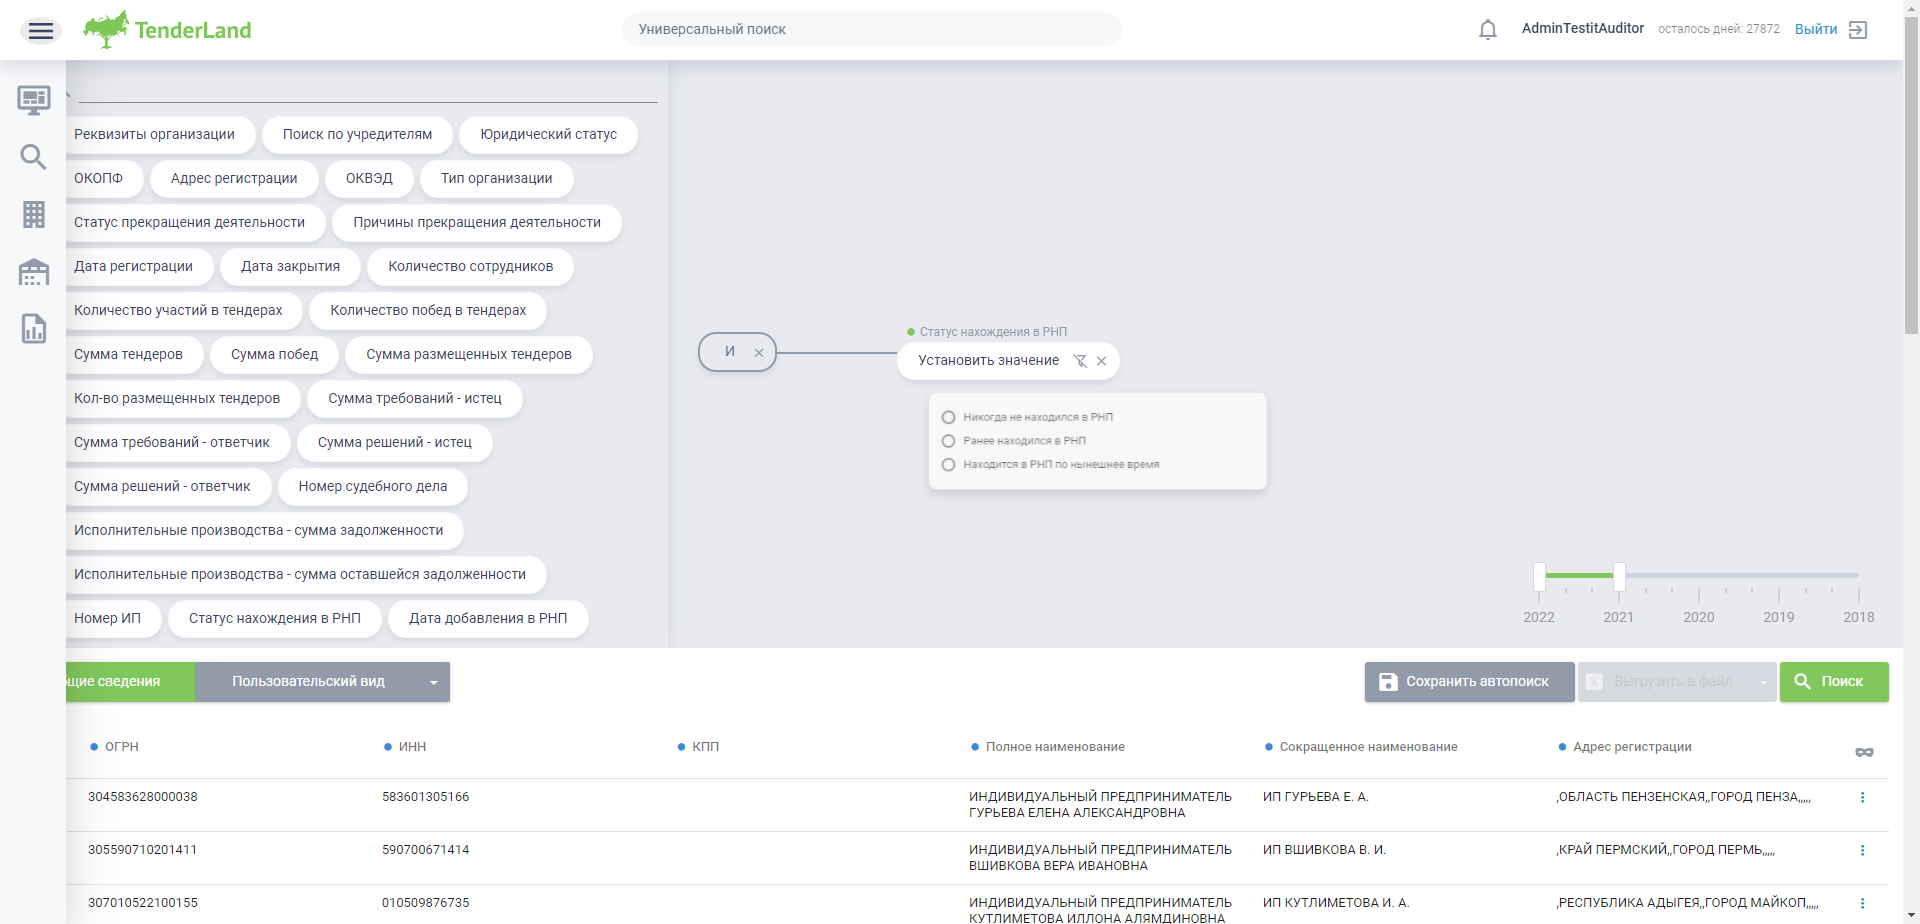 TenderLand
Универсальный поиск
AdminTestitAuditor
осталось дней: 27872
Выйти
Реквизиты организации
Поиск по учредителям
Юридический статус
ОКОПФ
Адрес регистрации
ОКВЭД
Тип организации
Статус прекращения деятельности
Причины прекращения деятельности
Дата регистрации
Дата закрытия
Количество сотрудников
Количество участий в тендерах
Количество побед в тендерах
Сумма тендеров
Сумма побед
Сумма размещенных тендеров
Кол-во размещенных тендеров
Сумма требований - истец
Сумма требований - ответчик
Сумма решений - истец
Сумма решений - ответчик
Номер судебного дела
Исполнительные производства - сумма задолженности
Исполнительные производства - сумма оставшейся задолженности
Номер ИП
Статус нахождения в РНП
Дата добавления в РНП
И
Статус нахождения в РНП
Установить значение
Никогда не находился в РНП
Ранее находился в РНП
Находится в РНП по нынешнее время
2022
2021
2020
2019
2018
бщие сведения
Пользовательский вид
Сохранить автопоиск
Выгрузить в файл
Поиск
ОГРН
ИНН
КПП
Полное наименование
Сокращенное наименование
Адрес регистрации
304583628000038
583601305166
ИНДИВИДУАЛЬНЫЙ ПРЕДПРИНИМАТЕЛЬ
ГУРЬЕВА ЕЛЕНА АЛЕКСАНДРОВНА
ИП ГУРЬЕВА Е. А.
,ОБЛАСТЬ ПЕНЗЕНСКАЯ,,ГОРОД ПЕНЗА,,,,,
305590710201411
590700671414
ИНДИВИДУАЛЬНЫЙ ПРЕДПРИНИМАТЕЛЬ
ВШИВКОВА ВЕРА ИВАНОВНА
ИП ВШИВКОВА В. И.
,КРАЙ ПЕРМСКИЙ,,ГОРОД ПЕРМЬ,,,,,
307010522100155
010509876735
ИНДИВИДУАЛЬНЫЙ ПРЕДПРИНИМАТЕЛЬ
КУТЛИМЕТОВА ИЛЛОНА АЛЯМДИНОВНА
ИП КУТЛИМЕТОВА И. А.
,РЕСПУБЛИКА АДЫГЕЯ,,ГОРОД МАЙКОП,,,,,